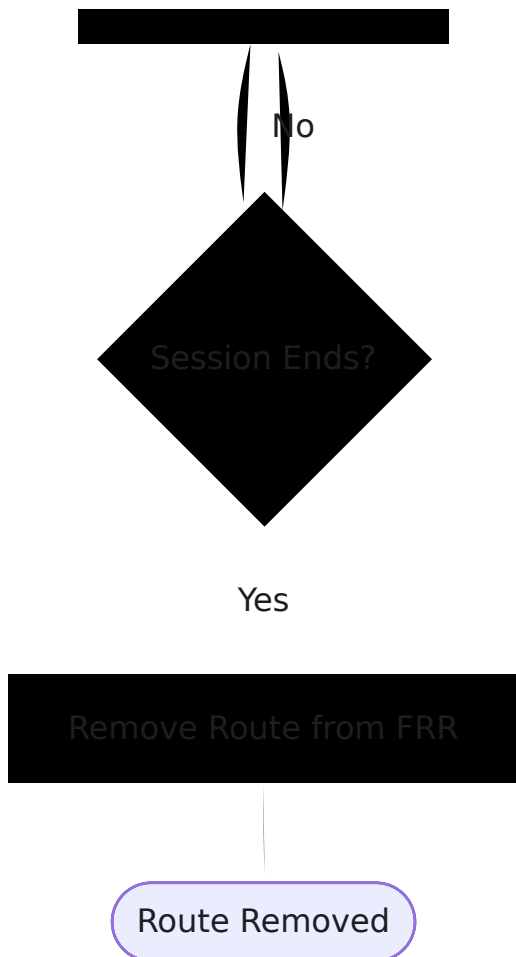 No
Session Ends?
Yes
Remove Route from FRR
Route Removed